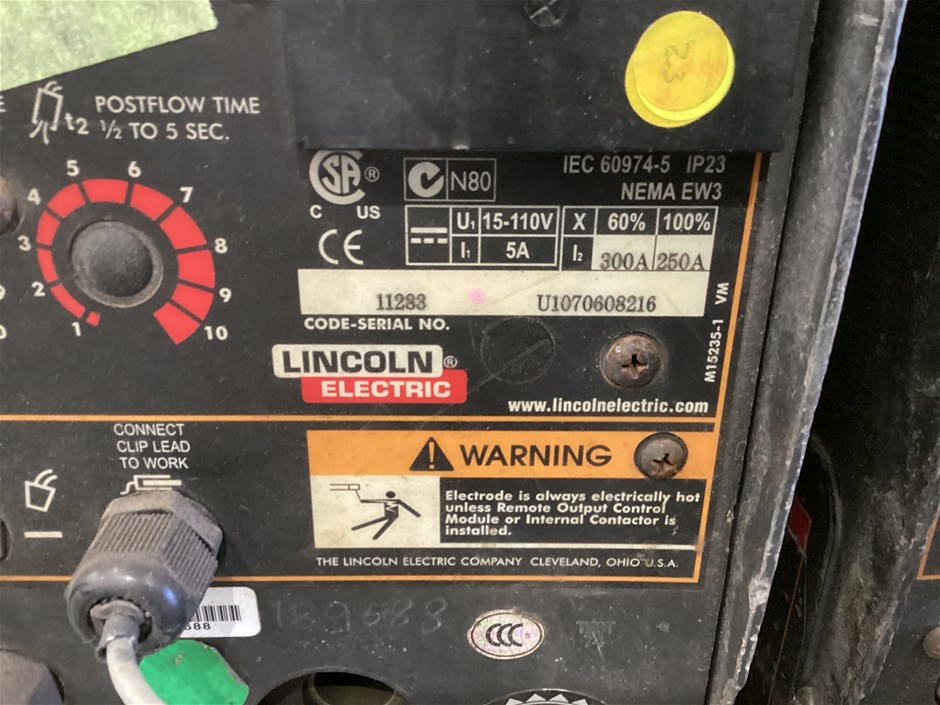 POSTFLOW TIME
t2 ½ TO 5 SEC.
1 2 3 4 5 6 7 8 9 10
23
CSA ®
C US
N80
CE
IEC 60974-5 IP23
NEMA EW3
U1 15-110V X 60% 100%
I1 5A I2 300A 250A
11283 U1070608216
CODE-SERIAL NO.
M15235-1 VM
LINCOLN ®
ELECTRIC
www.lincolnelectric.com
CONNECT
CLIP LEAD
TO WORK
WARNING
Electrode is always electrically hot
unless Remote Output Control
Module or Internal Contactor is
installed.
THE LINCOLN ELECTRIC COMPANY CLEVELAND, OHIO U.S.A.
CCC S